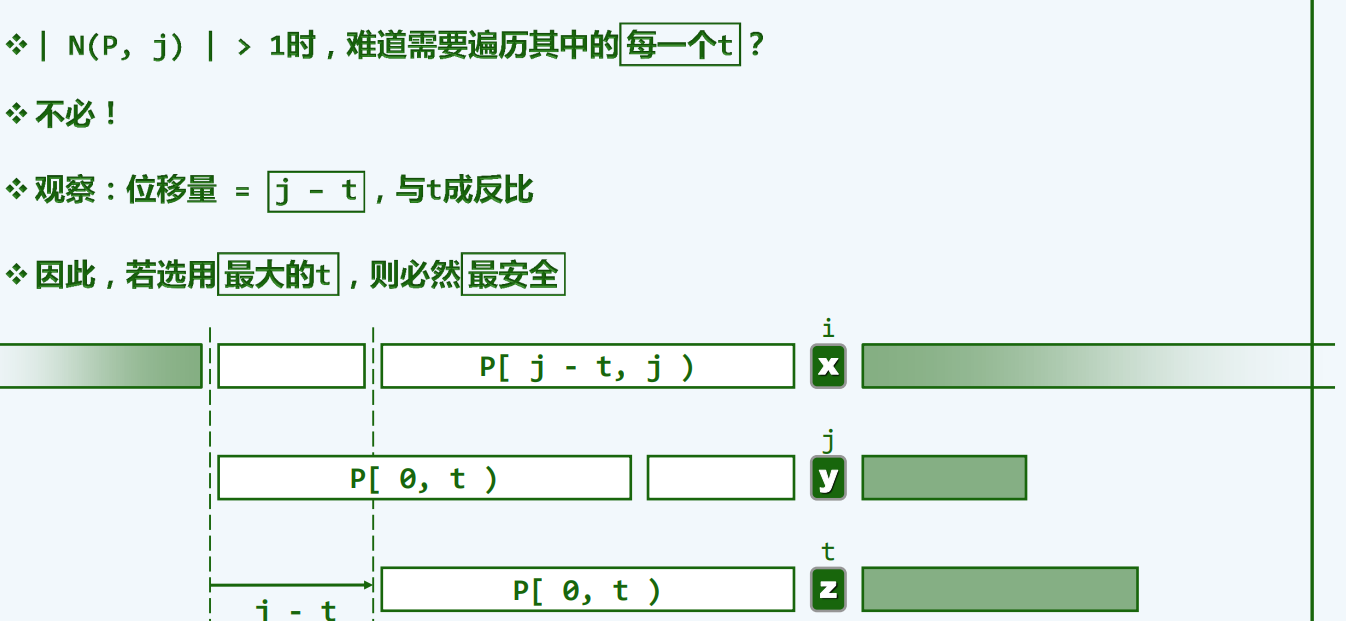 ❖| N(P, j) | > 1时，难道需要遍历其中的每一个t？
❖不必！
❖观察：位移量 = j – t，与t成反比
❖因此，若选用最大的t，则必然最安全
i
P[ j - t, j )
x
j
P[ 0, t )
y
t
P[ 0, t )
z
j - t